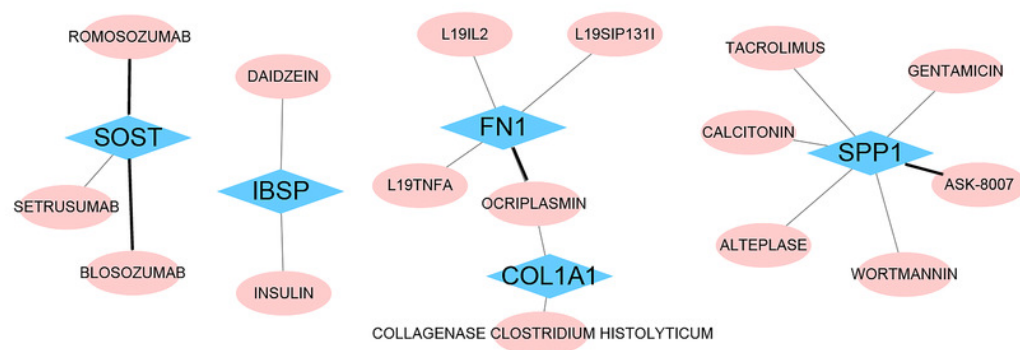 ROMOSOZUMAB
SOST
SETRUSUMAB
BLOSOZUMAB
DAIDZEIN
IBSP
INSULIN
L19IL2
L19SIP131I
FN1
L19TNFA
OCRIPLASMIN
COL1A1
COLLAGENASE CLOSTRIDIUM HISTOLYTICUM
TACROLIMUS
GENTAMICIN
CALCITONIN
SPP1
ASK-8007
ALTEPLASE
WORTMANNIN